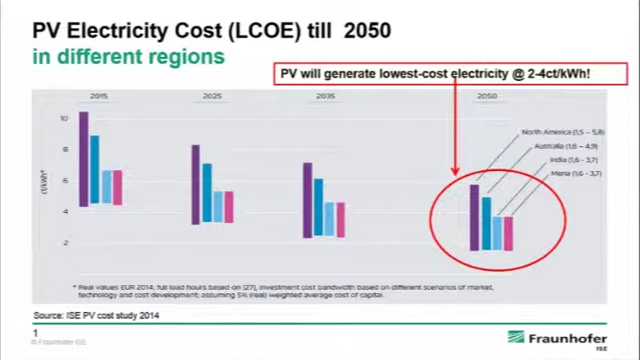 PV Electricity Cost (LCOE) till 2050
in different regions
PV will generate lowest-cost electricity @ 2-4ct/kWh!
2015 2025 2035 2050
10
8
6
4
2
ct/kWh*
North America (1,5 – 5,8)
Australia (1,6 – 4,9)
India (1,6 – 3,7)
Mena (1,6 – 3,7)
* Real values EUR 2014; full load hours based on [27], investment cost bandwidth based on different scenarios of market,
technology and cost development; assuming 5% (real) weighted average cost of capital.
Source: ISE PV cost study 2014
1
© Fraunhofer ISE
Fraunhofer
ISE